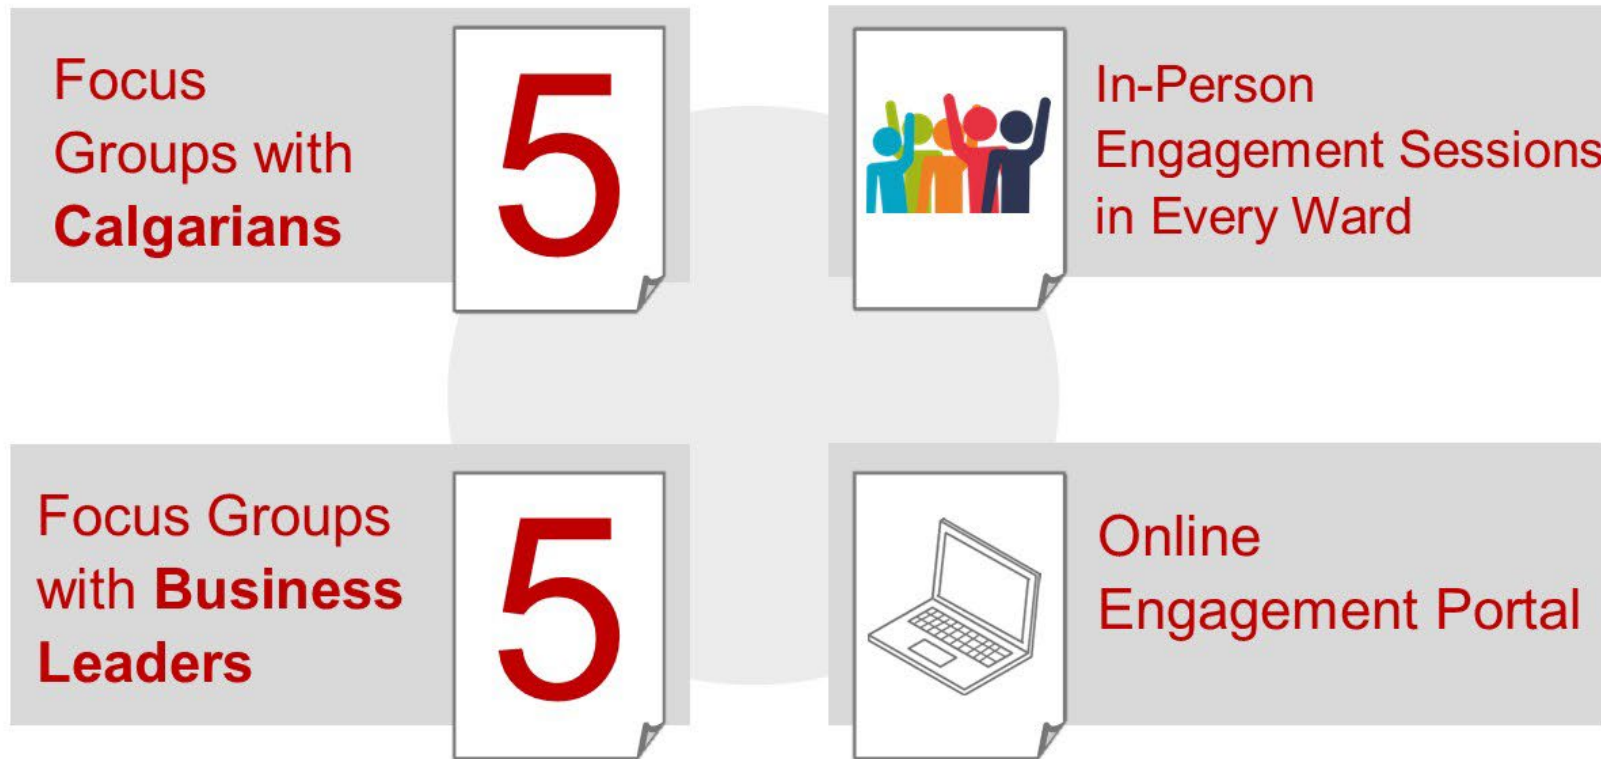 Focus
Groups with
Calgarians
5
In-Person
Engagement Sessions
in Every Ward
Focus Groups
with Business
Leaders
5
Online
Engagement Portal